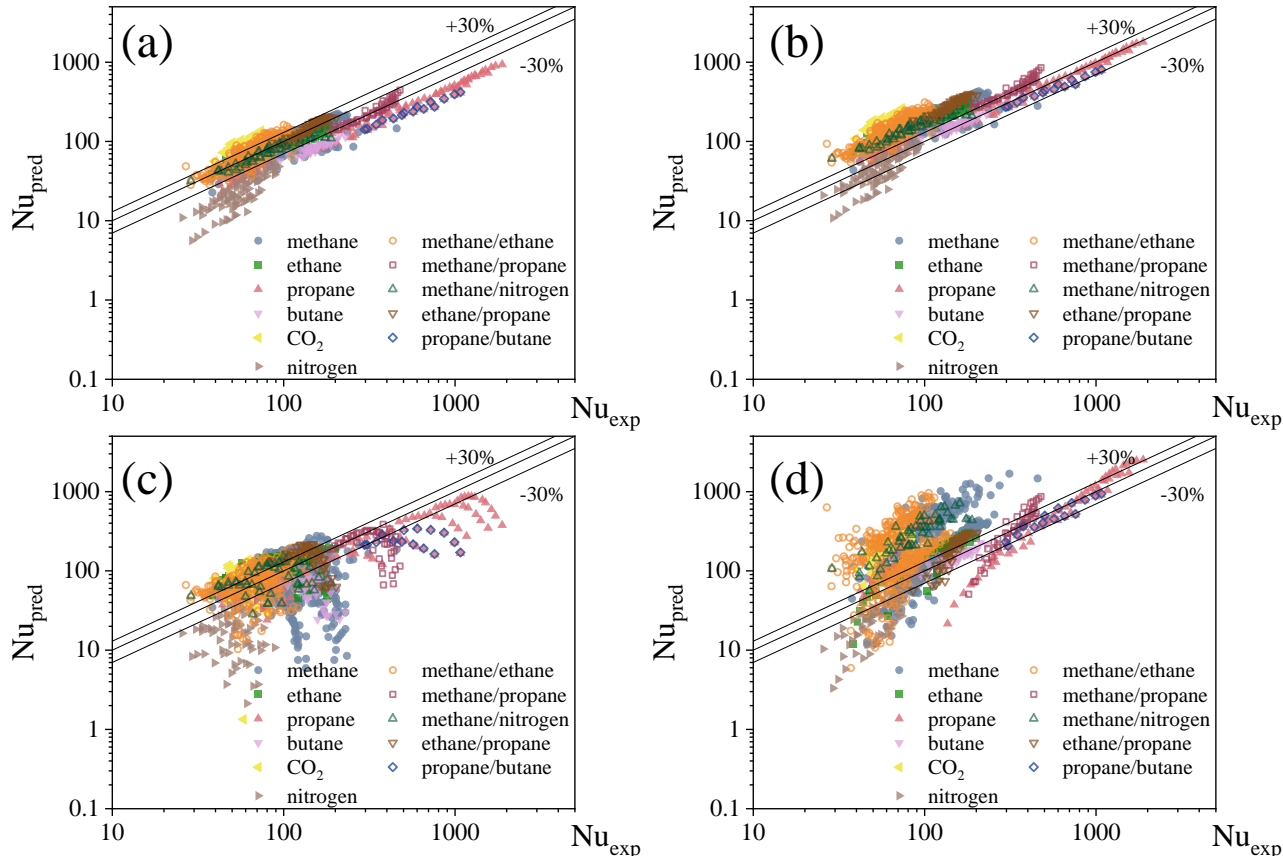 (a)
+30%
-30%
1000
100
10
1
0.1
Nu_pred
methane
ethane
propane
butane
CO₂
nitrogen
methane/ethane
methane/propane
methane/nitrogen
ethane/propane
propane/butane
10
100
1000
Nu_exp
(b)
+30%
-30%
1000
100
10
1
0.1
Nu_pred
methane
ethane
propane
butane
CO₂
nitrogen
methane/ethane
methane/propane
methane/nitrogen
ethane/propane
propane/butane
10
100
1000
Nu_exp
(c)
+30%
-30%
1000
100
10
1
0.1
Nu_pred
methane
ethane
propane
butane
CO₂
nitrogen
methane/ethane
methane/propane
methane/nitrogen
ethane/propane
propane/butane
10
100
1000
Nu_exp
(d)
+30%
-30%
1000
100
10
1
0.1
Nu_pred
methane
ethane
propane
butane
CO₂
nitrogen
methane/ethane
methane/propane
methane/nitrogen
ethane/propane
propane/butane
10
100
1000
Nu_exp